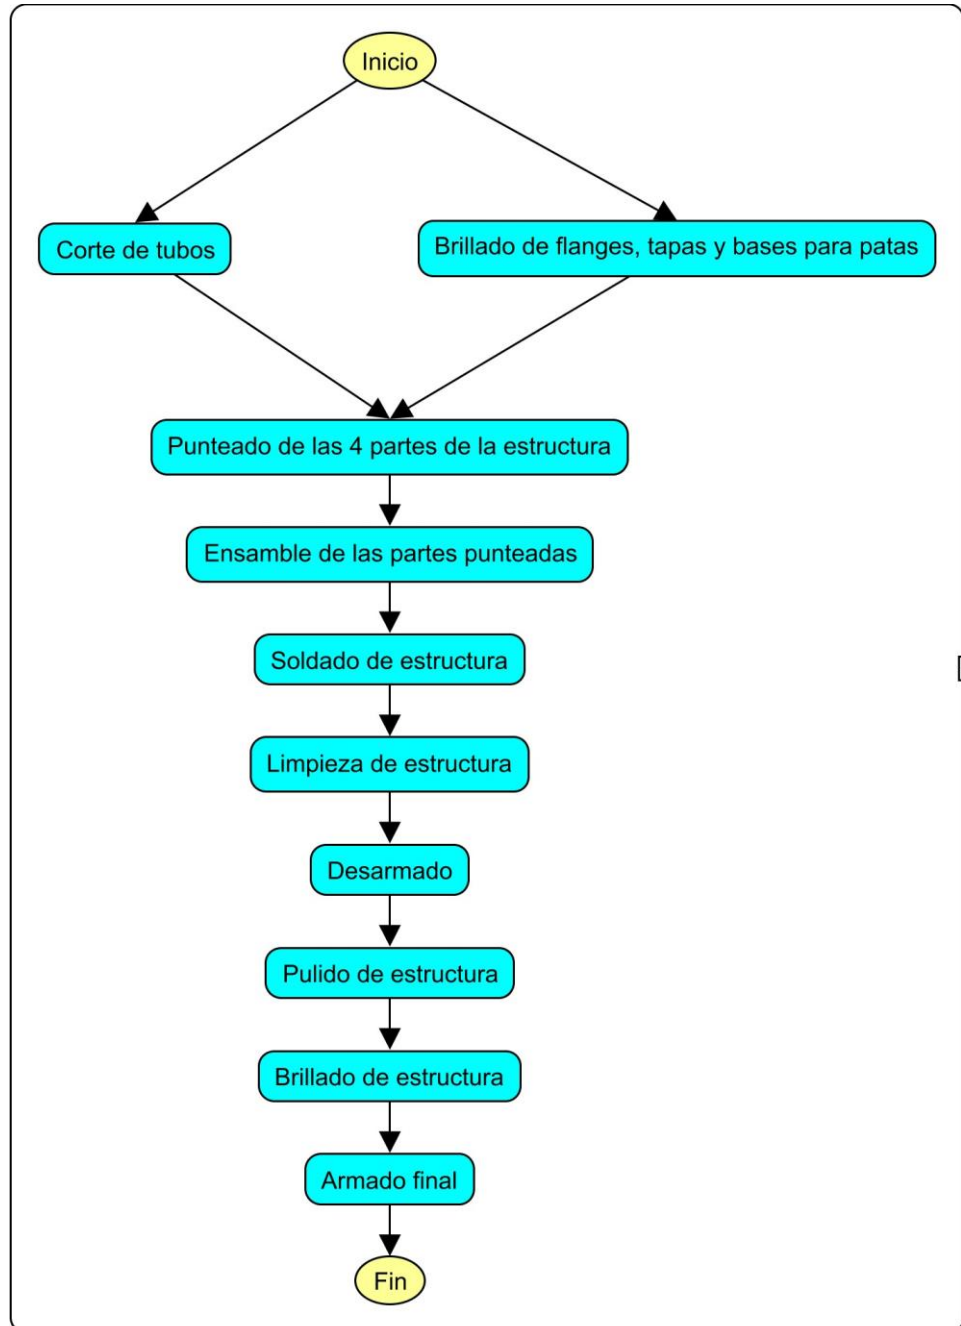 Inicio
Corte de tubos
Brillado de flanges, tapas y bases para patas
Punteado de las 4 partes de la estructura
Ensamble de las partes punteadas
Soldado de estructura
Limpieza de estructura
Desarmado
Pulido de estructura
Brillado de estructura
Armado final
Fin